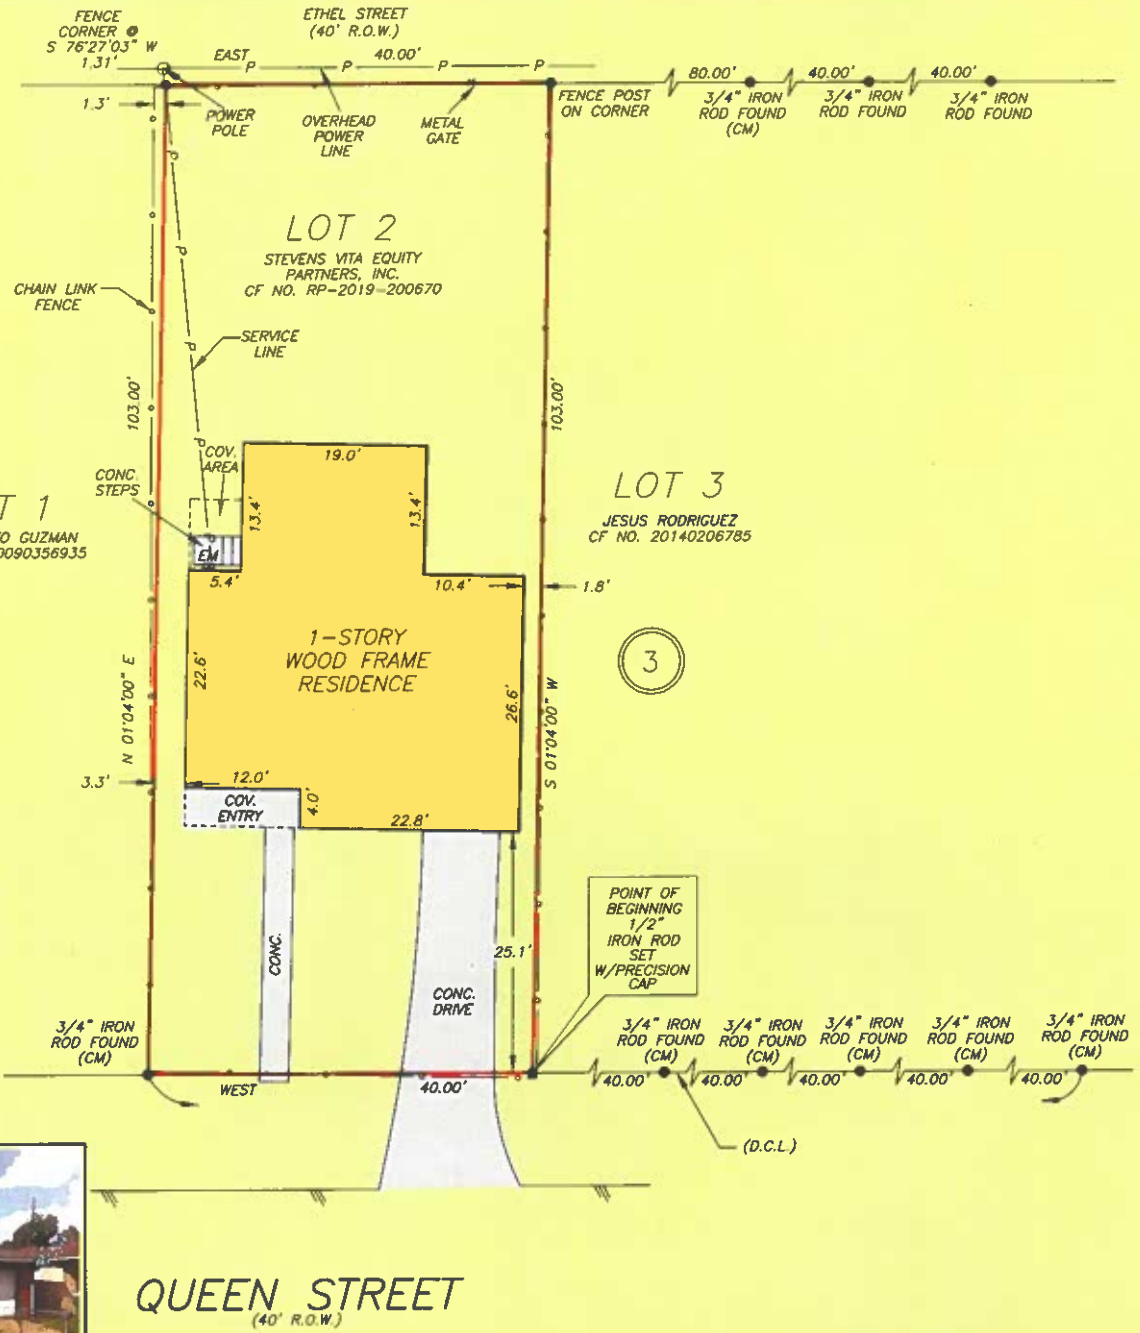 FENCE
CORNER @
S 76°27'03" W
1.31'
ETHEL STREET
(40' R.O.W.)
EAST
40.00'
P
P
P
P
1.3'
POWER
POLE
OVERHEAD
POWER
LINE
METAL
GATE
FENCE POST
ON CORNER
80.00'
40.00'
40.00'
3/4" IRON
ROD FOUND
(CM)
3/4" IRON
ROD FOUND
3/4" IRON
ROD FOUND
P
P
P
P
LOT 2
STEVENS VITA EQUITY
PARTNERS, INC.
CF NO. RP-2019-200670
CHAIN LINK
FENCE
SERVICE
LINE
103.00'
103.00'
COV.
AREA
CONC.
STEPS
19.0'
13.4'
13.4'
LOT 3
JESUS RODRIGUEZ
CF NO. 20140206785
T 1
O GUZMAN
0090356935
EM
5.4'
10.4'
1.8'
1-STORY
WOOD FRAME
RESIDENCE
3
22.6'
26.6'
N 01°04'00" E
S 01°04'00" W
3.3'
12.0'
COV.
ENTRY
4.0'
22.8'
POINT OF
BEGINNING
1/2"
IRON ROD
SET
W/PRECISION
CAP
CONC.
25.1'
CONC.
DRIVE
3/4" IRON
ROD FOUND
(CM)
3/4" IRON
ROD FOUND
(CM)
3/4" IRON
ROD FOUND
(CM)
3/4" IRON
ROD FOUND
(CM)
3/4" IRON
ROD FOUND
(CM)
3/4" IRON
ROD FOUND
(CM)
WEST
40.00'
40.00'
40.00'
40.00'
40.00'
40.00'
(D.C.L.)
QUEEN STREET
(40' R.O.W.)